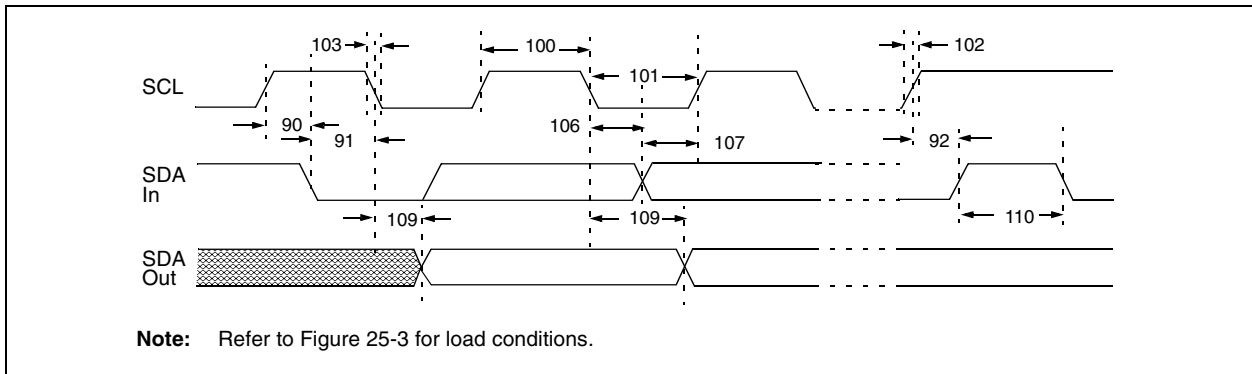 103
100
102
SCL
101
90
91
106
107
92
SDA
In
109
109
110
SDA
Out
Note: Refer to Figure 25-3 for load conditions.